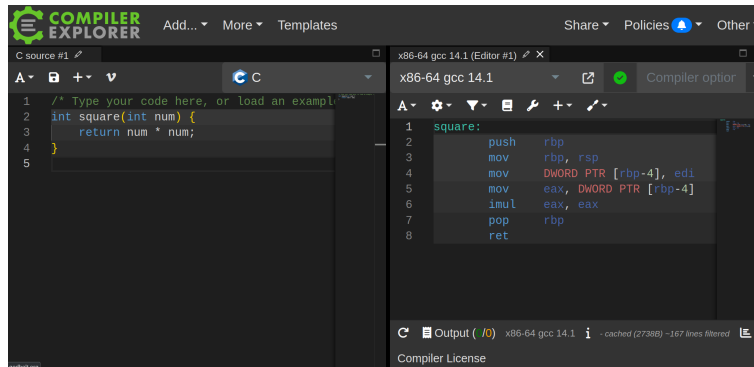 COMPILER
EXPLORER
Add...
More
Templates
Share
Policies
Other
C source #1
x86-64 gcc 14.1 (Editor #1)
A
C
x86-64 gcc 14.1
Compiler option
A
1 /* Type your code here, or load an exampl
2 int square(int num) {
3 return num * num;
4 }
5
1 square:
2 push rbp
3 mov rbp, rsp
4 mov DWORD PTR [rbp-4], edi
5 mov eax, DWORD PTR [rbp-4]
6 imul eax, eax
7 pop rbp
8 ret
Output ( /0) x86-64 gcc 14.1 i - cached (2738B) ~167 lines filtered
Compiler License